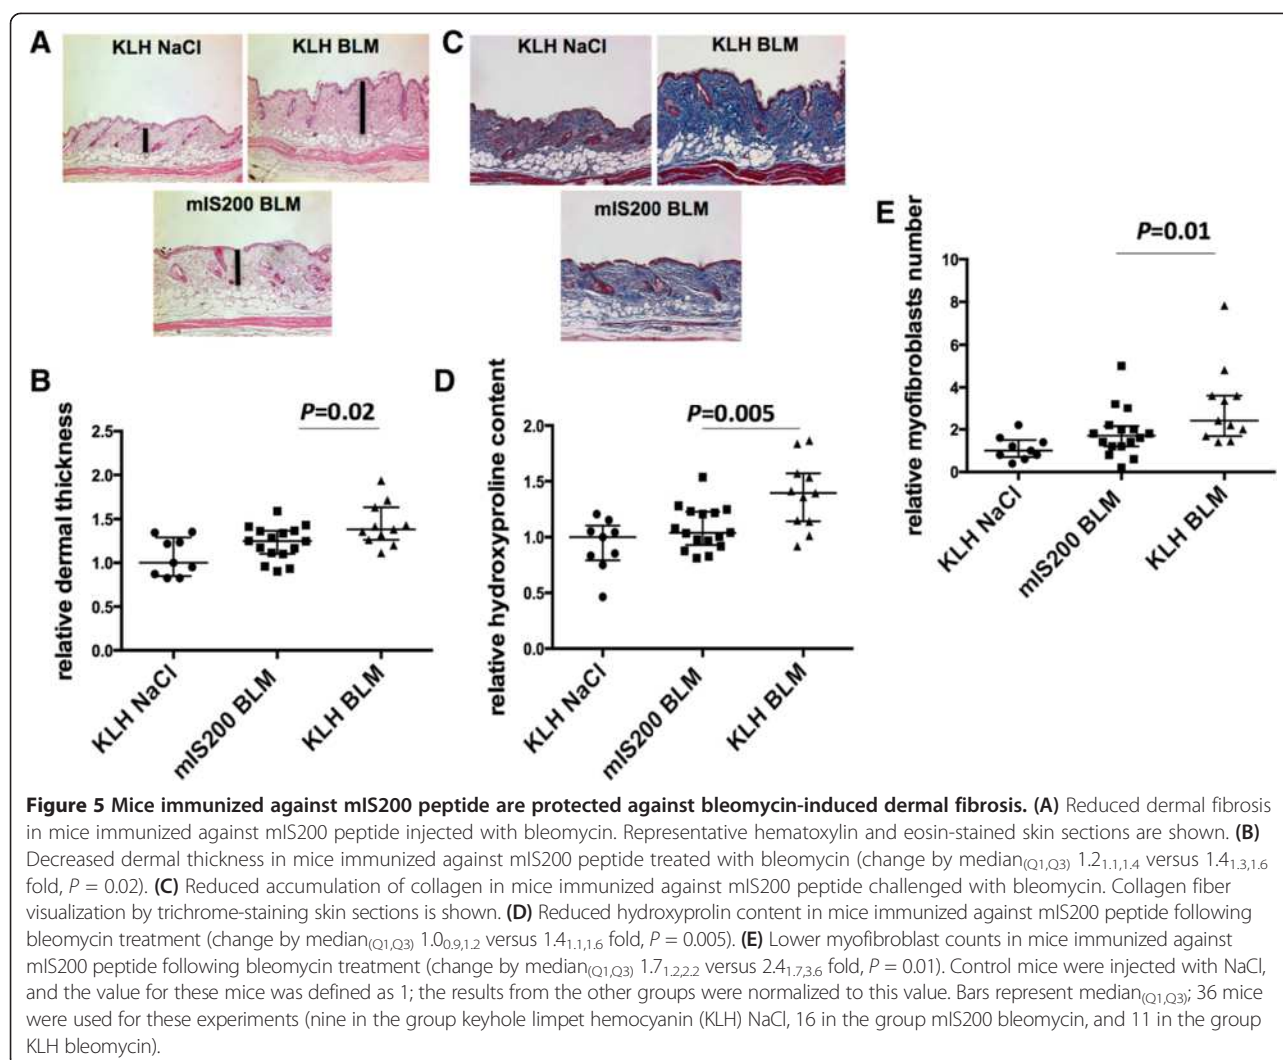 A
KLH NaCl
KLH BLM
mIS200 BLM
C
KLH NaCl
KLH BLM
mIS200 BLM
B
relative dermal thickness
P=0.02
2.5
2.0
1.5
1.0
0.5
0.0
KLH NaCl
mIS200 BLM
KLH BLM
D
relative hydroxyproline content
P=0.005
2.0
1.5
1.0
0.5
0.0
KLH NaCl
mIS200 BLM
KLH BLM
E
relative myofibroblasts number
P=0.01
10
8
6
4
2
0
KLH NaCl
mIS200 BLM
KLH BLM
Figure 5 Mice immunized against mIS200 peptide are protected against bleomycin-induced dermal fibrosis. (A) Reduced dermal fibrosis
in mice immunized against mIS200 peptide injected with bleomycin. Representative hematoxylin and eosin-stained skin sections are shown. (B)
Decreased dermal thickness in mice immunized against mIS200 peptide treated with bleomycin (change by median(Q1,Q3) 1.21.1,1.4 versus 1.41.3,1.6
fold, P = 0.02). (C) Reduced accumulation of collagen in mice immunized against mIS200 peptide challenged with bleomycin. Collagen fiber
visualization by trichrome-staining skin sections is shown. (D) Reduced hydroxyprolin content in mice immunized against mIS200 peptide following
bleomycin treatment (change by median(Q1,Q3) 1.00.9,1.2 versus 1.41.1,1.6 fold, P = 0.005). (E) Lower myofibroblast counts in mice immunized against
mIS200 peptide following bleomycin treatment (change by median(Q1,Q3) 1.71.2,2.2 versus 2.41.7,3.6 fold, P = 0.01). Control mice were injected with NaCl,
and the value for these mice was defined as 1; the results from the other groups were normalized to this value. Bars represent median(Q1,Q3); 36 mice
were used for these experiments (nine in the group keyhole limpet hemocyanin (KLH) NaCl, 16 in the group mIS200 bleomycin, and 11 in the group
KLH bleomycin).